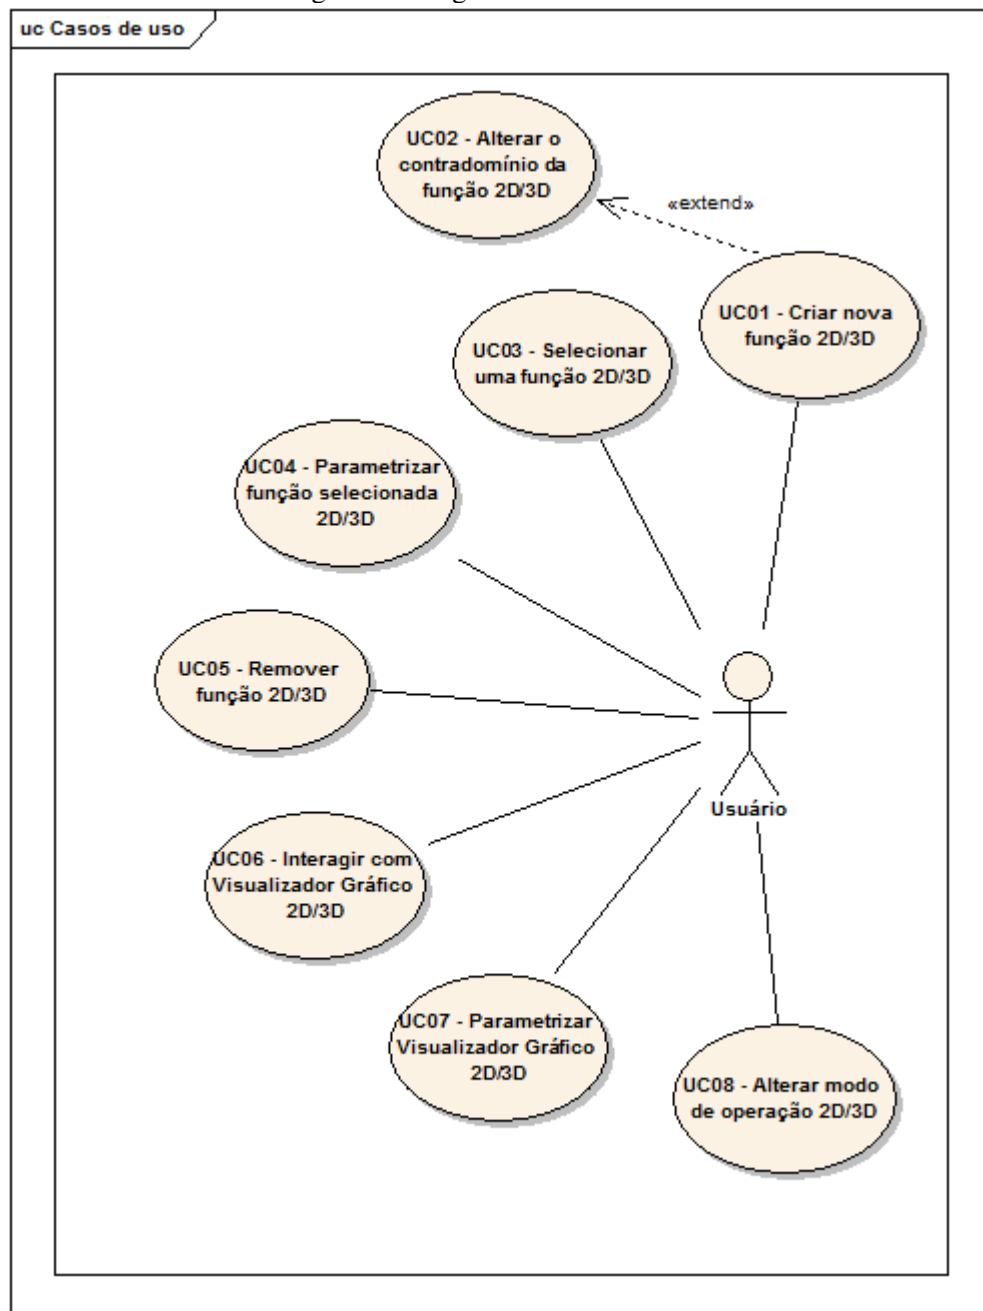 uc Casos de uso
UC02 - Alterar o
contradomínio da
função 2D/3D
«extend»
UC01 - Criar nova
função 2D/3D
UC03 - Selecionar
uma função 2D/3D
UC04 - Parametrizar
função selecionada
2D/3D
UC05 - Remover
função 2D/3D
Usuário
UC06 - Interagir com
Visualizador Gráfico
2D/3D
UC07 - Parametrizar
Visualizador Gráfico
2D/3D
UC08 - Alterar modo
de operação 2D/3D